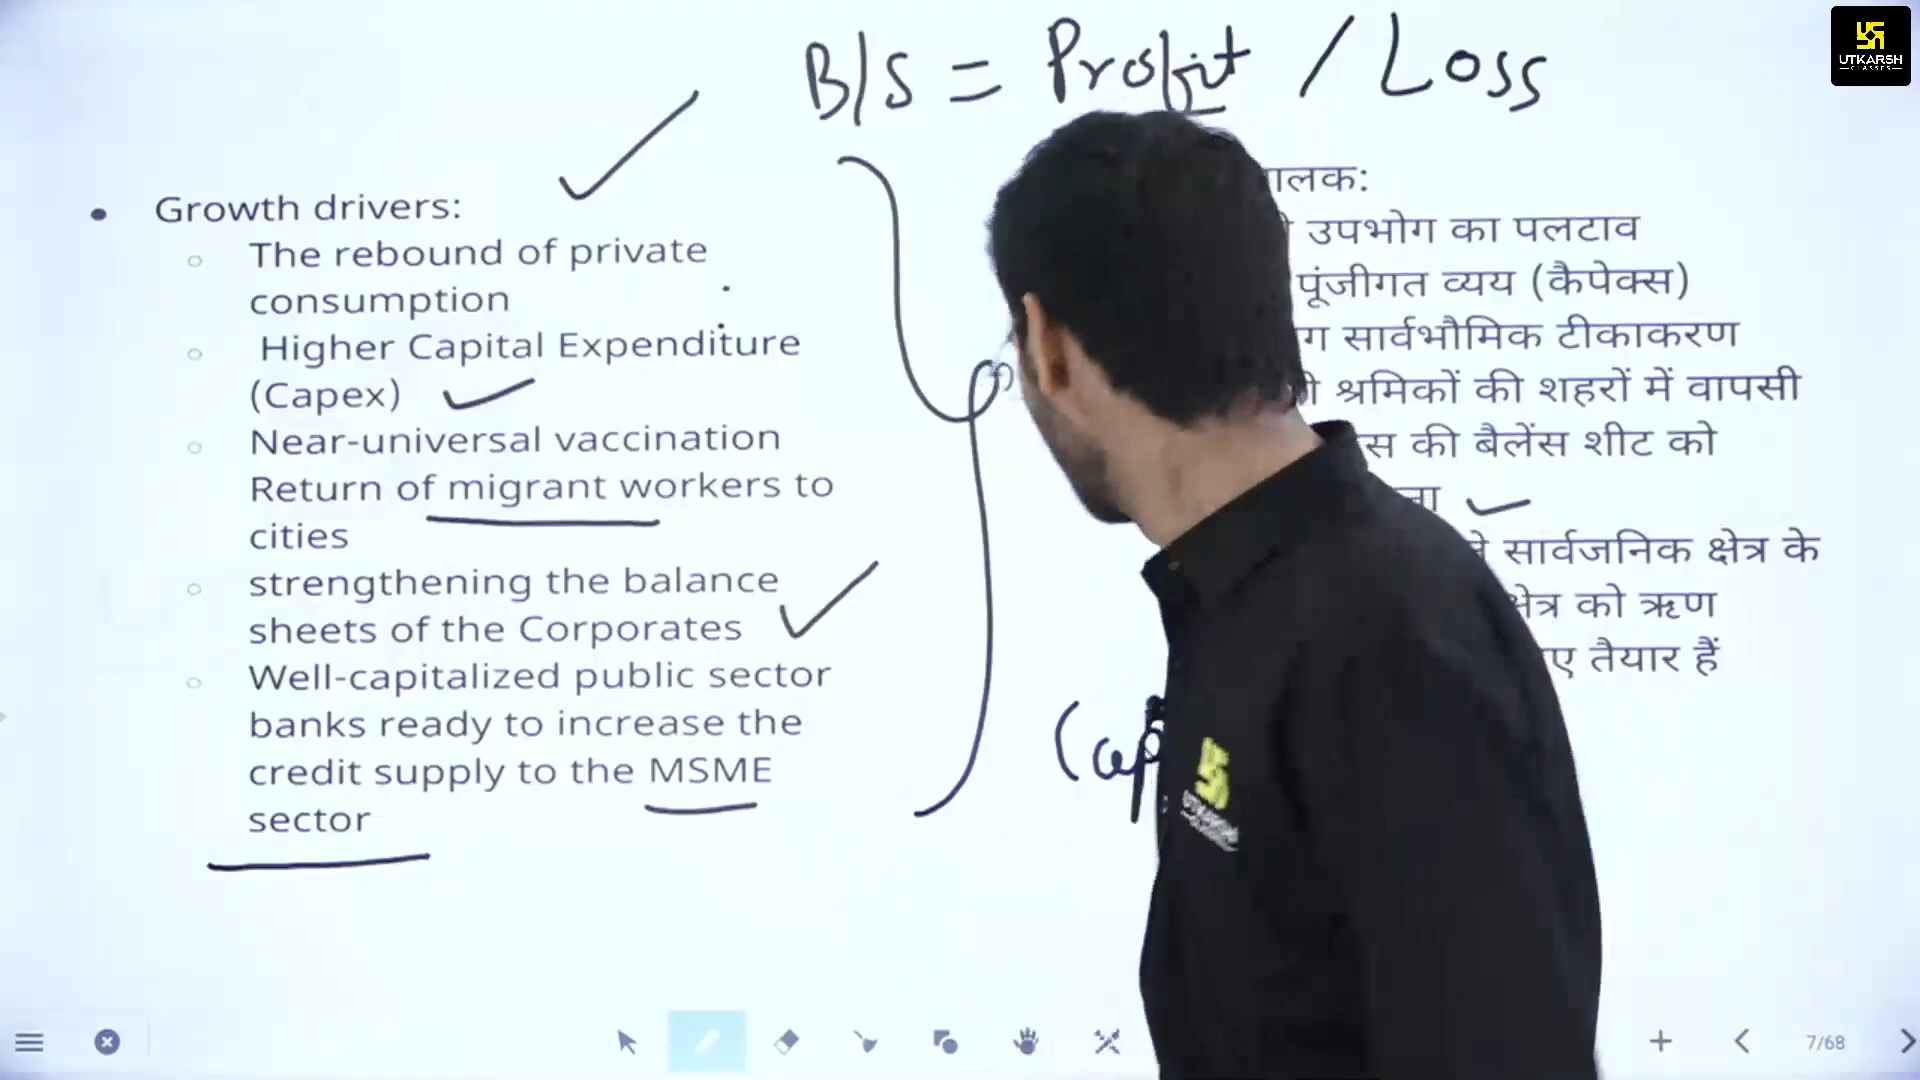 B/S = Profit / Loss
UTKARSH
CLASSES
• Growth drivers:
The rebound of private
consumption
Higher Capital Expenditure
(Capex)
Near-universal vaccination
Return of migrant workers to
cities
strengthening the balance
sheets of the Corporates
Well-capitalized public sector
banks ready to increase the
credit supply to the MSME
sector
उपभोग का पलटाव
पूंजीगत व्यय (कैपेक्स)
सार्वभौमिक टीकाकरण
श्रमिकों की शहरों में वापसी
की बैलेंस शीट को
सार्वजनिक क्षेत्र के
को ऋण
तैयार हैं
7/68